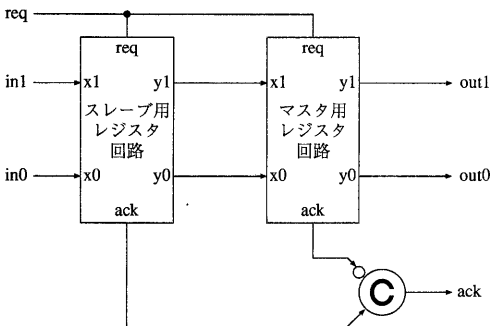 req
req
req
in1
x1
y1
x1
y1
out1
スレーブ用
レジスタ
回路
マスタ用
レジスタ
回路
in0
x0
y0
x0
y0
out0
ack
ack
C
ack